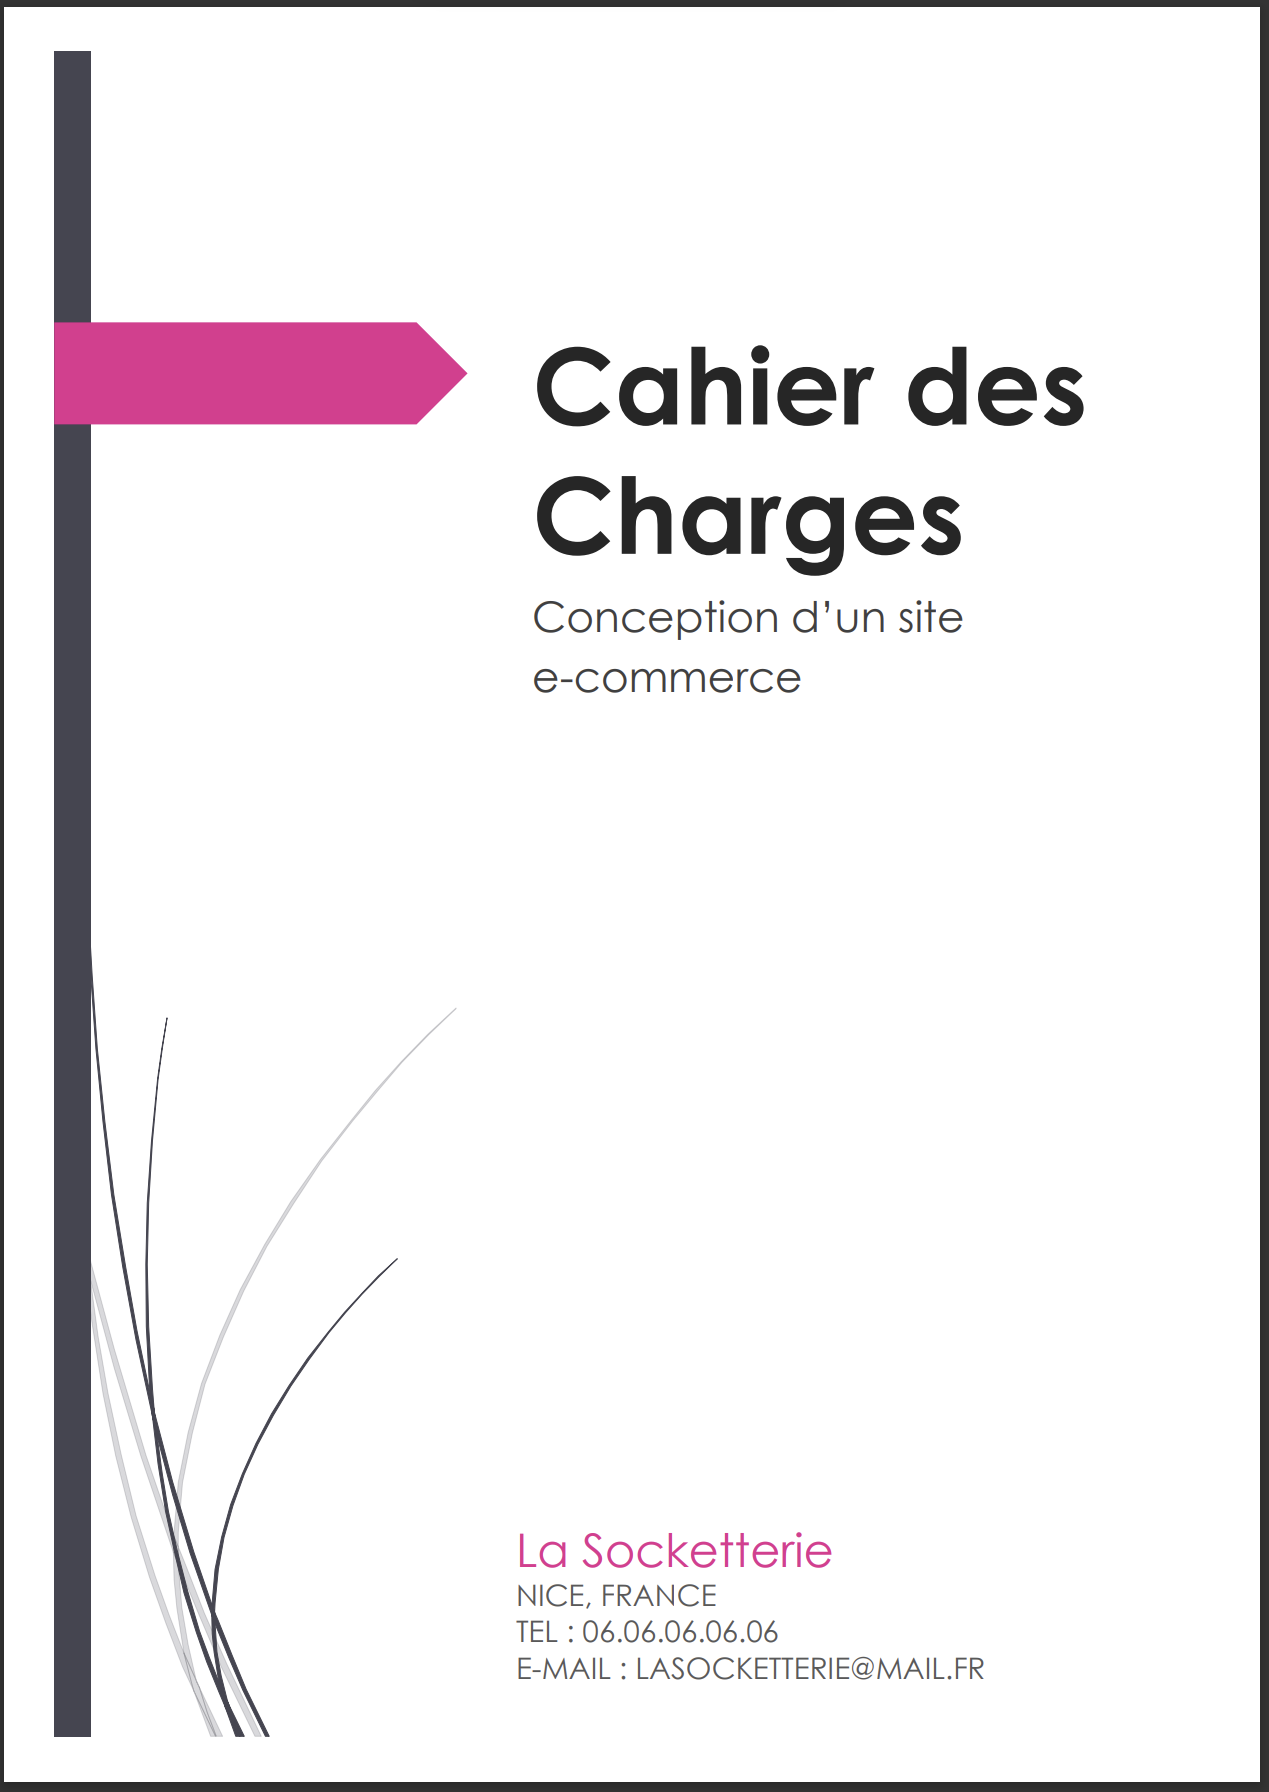 Cahier des
Charges
Conception d’un site
e-commerce
La Socketterie
NICE, FRANCE
TEL : 06.06.06.06.06
E-MAIL : LASOCKETTERIE@MAIL.FR